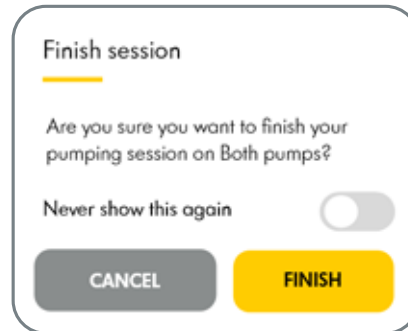 Finish session
Are you sure you want to finish your
pumping session on Both pumps?
Never show this again
CANCEL
FINISH